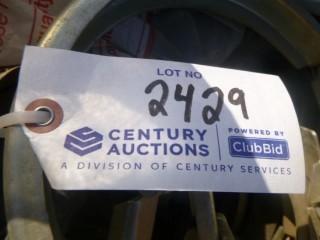 LOT NO.
2429
CENTURY AUCTIONS
POWERED BY
ClubBid
A DIVISION OF CENTURY SERVICES